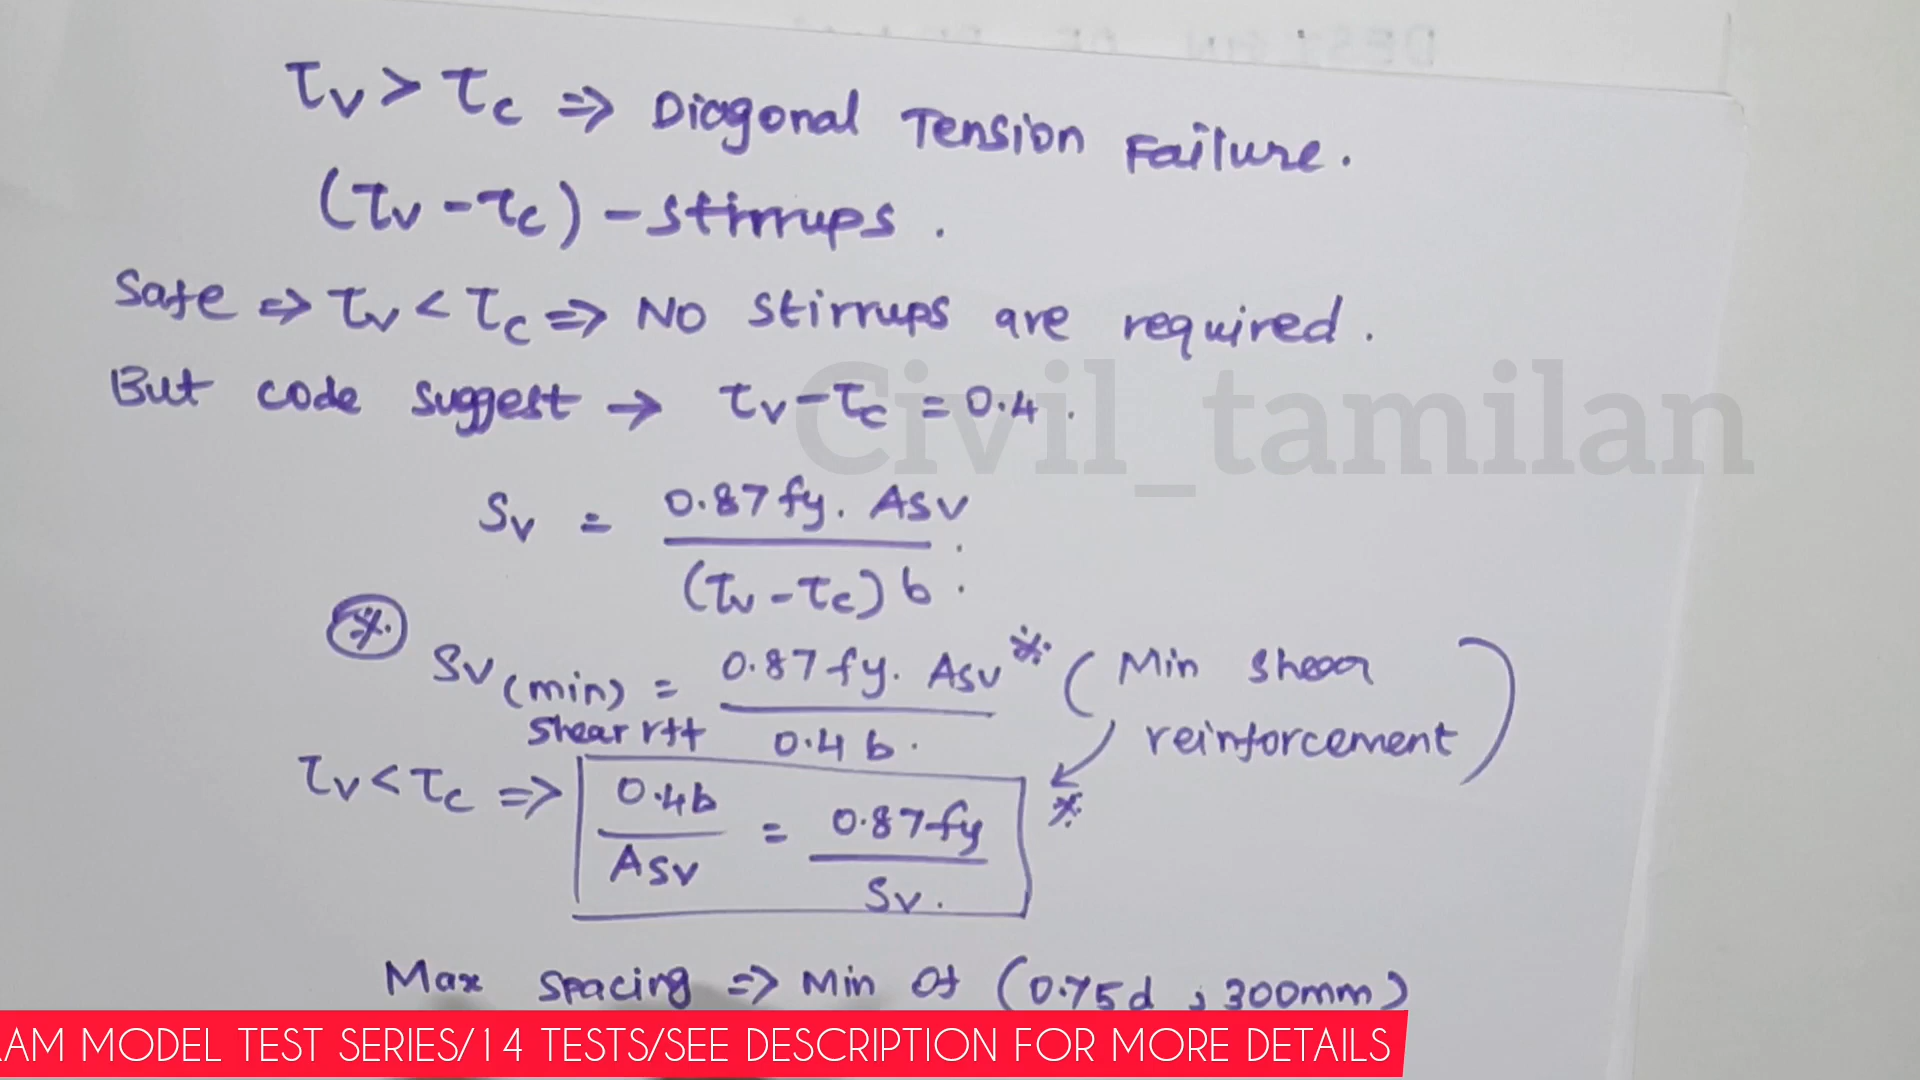 τv > τc ⇒ Diagonal Tension Failure.
(τv - τc) - stirrups.
Safe ⇒ τv < τc ⇒ No stirrups are required.
But code suggest → τv - τc = 0.4.
Sv = 0.87 fy. Asv / (τv - τc) b.
※ Sv (min) shear rft = 0.87 fy. Asv / 0.4 b. ※ (Min shear reinforcement)
τv < τc ⇒ 0.4b / Asv = 0.87 fy / Sv. ※
Max spacing ⇒ Min of (0.75d, 300mm)
Civil_tamilan
AM MODEL TEST SERIES/14 TESTS/SEE DESCRIPTION FOR MORE DETAILS